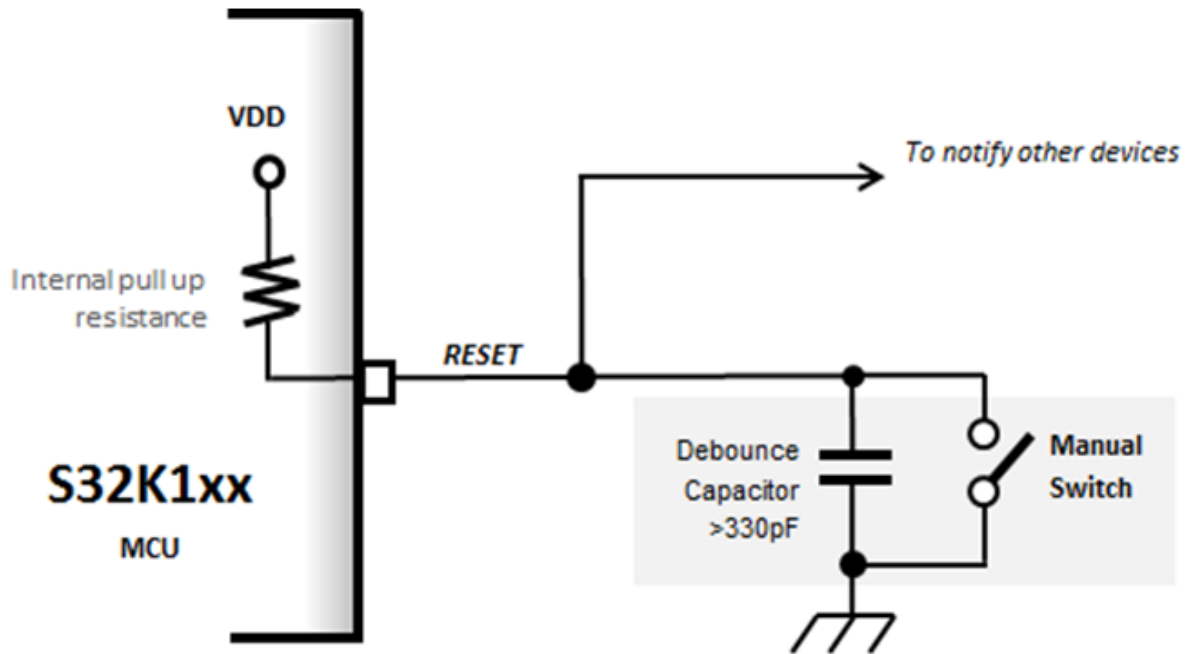 VDD
To notify other devices
Internal pull up
resistance
RESET
Debounce
Capacitor
>330pF
Manual
Switch
S32K1xx
MCU